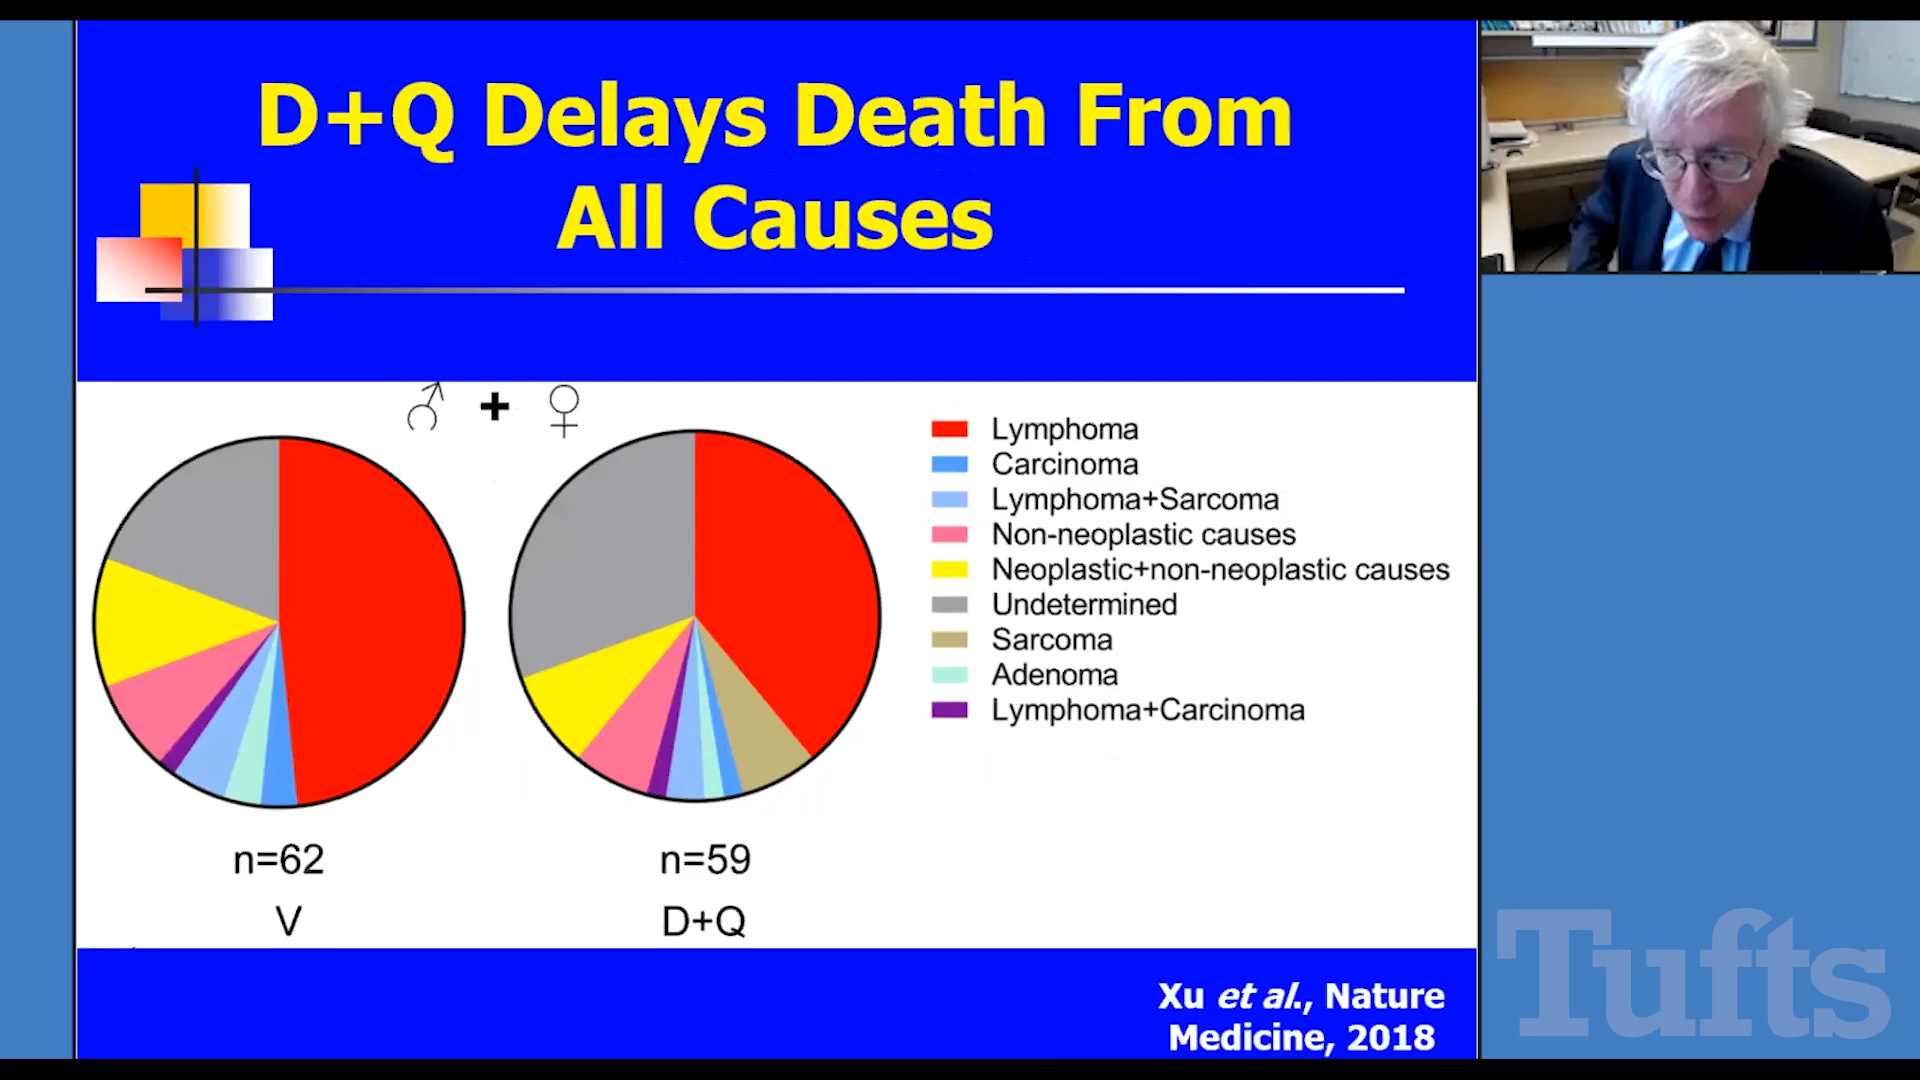 D+Q Delays Death From
All Causes
♂ + ♀
Lymphoma
Carcinoma
Lymphoma+Sarcoma
Non-neoplastic causes
Neoplastic+non-neoplastic causes
Undetermined
Sarcoma
Adenoma
Lymphoma+Carcinoma
n=62
n=59
V
D+Q
Xu et al., Nature
Medicine, 2018
Tufts